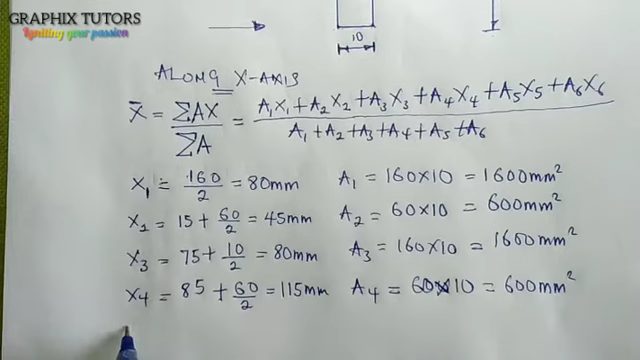 GRAPHIX TUTORS
Igniting your passion
10
ALONG X-AXIS
X̄ = ΣAX / ΣA = A₁X₁+A₂X₂+A₃X₃+A₄X₄+A₅X₅+A₆X₆ / A₁+A₂+A₃+A₄+A₅+A₆
X₁ = 160/2 = 80mm A₁ = 160×10 = 1600mm²
X₂ = 15+60/2 = 45mm A₂ = 60×10 = 600mm²
X₃ = 75+10/2 = 80mm A₃ = 160×10 = 1600mm²
X₄ = 85+60/2 = 115mm A₄ = 60×10 = 600mm²